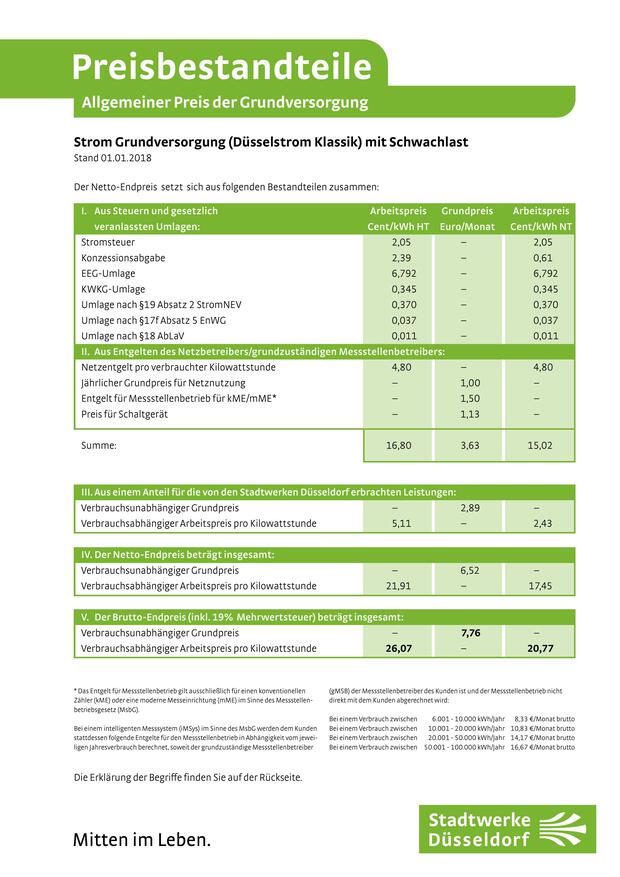 Preisbestandteile
Allgemeiner Preis der Grundversorgung
Strom Grundversorgung (Düsselstrom Klassik) mit Schwachlast
Stand 01.01.2018
Der Netto-Endpreis setzt sich aus folgenden Bestandteilen zusammen:
I. Aus Steuern und gesetzlich Arbeitspreis Grundpreis Arbeitspreis
veranlassten Umlagen: Cent/kWh HT Euro/Monat Cent/kWh NT
Stromsteuer 2,05 – 2,05
Konzessionsabgabe 2,39 – 0,61
EEG-Umlage 6,792 – 6,792
KWKG-Umlage 0,345 – 0,345
Umlage nach §19 Absatz 2 StromNEV 0,370 – 0,370
Umlage nach §17f Absatz 5 EnWG 0,037 – 0,037
Umlage nach §18 AbLaV 0,011 – 0,011
II. Aus Entgelten des Netzbetreibers/grundzuständigen Messstellenbetreibers:
Netzentgelt pro verbrauchter Kilowattstunde 4,80 – 4,80
Jährlicher Grundpreis für Netznutzung – 1,00 –
Entgelt für Messstellenbetrieb für kME/mME* – 1,50 –
Preis für Schaltgerät – 1,13 –
Summe: 16,80 3,63 15,02
III. Aus einem Anteil für die von den Stadtwerken Düsseldorf erbrachten Leistungen:
Verbrauchsunabhängiger Grundpreis – 2,89 –
Verbrauchsabhängiger Arbeitspreis pro Kilowattstunde 5,11 – 2,43
IV. Der Netto-Endpreis beträgt insgesamt:
Verbrauchsunabhängiger Grundpreis – 6,52 –
Verbrauchsabhängiger Arbeitspreis pro Kilowattstunde 21,91 – 17,45
V. Der Brutto-Endpreis (inkl. 19% Mehrwertsteuer) beträgt insgesamt:
Verbrauchsunabhängiger Grundpreis – 7,76 –
Verbrauchsabhängiger Arbeitspreis pro Kilowattstunde 26,07 – 20,77
* Das Entgelt für Messstellenbetrieb gilt ausschließlich für einen konventionellen
Zähler (kME) oder eine moderne Messeinrichtung (mME) im Sinne des Messstellen-
betriebsgesetz (MsbG).
Bei einem intelligenten Messsystem (iMSys) im Sinne des MsbG werden dem Kunden
stattdessen folgende Entgelte für den Messstellenbetrieb in Abhängigkeit vom jewei-
ligen Jahresverbrauch berechnet, soweit der grundzuständige Messstellenbetreiber
(gMSB) der Messstellenbetreiber des Kunden ist und der Messstellenbetrieb nicht
direkt mit dem Kunden abgerechnet wird:
Bei einem Verbrauch zwischen 6.001 - 10.000 kWh/Jahr 8,33 €/Monat brutto
Bei einem Verbrauch zwischen 10.001 - 20.000 kWh/Jahr 10,83 €/Monat brutto
Bei einem Verbrauch zwischen 20.001 - 50.000 kWh/Jahr 14,17 €/Monat brutto
Bei einem Verbrauch zwischen 50.001 - 100.000 kWh/Jahr 16,67 €/Monat brutto
Die Erklärung der Begriffe finden Sie auf der Rückseite.
Mitten im Leben.
Stadtwerke
Düsseldorf